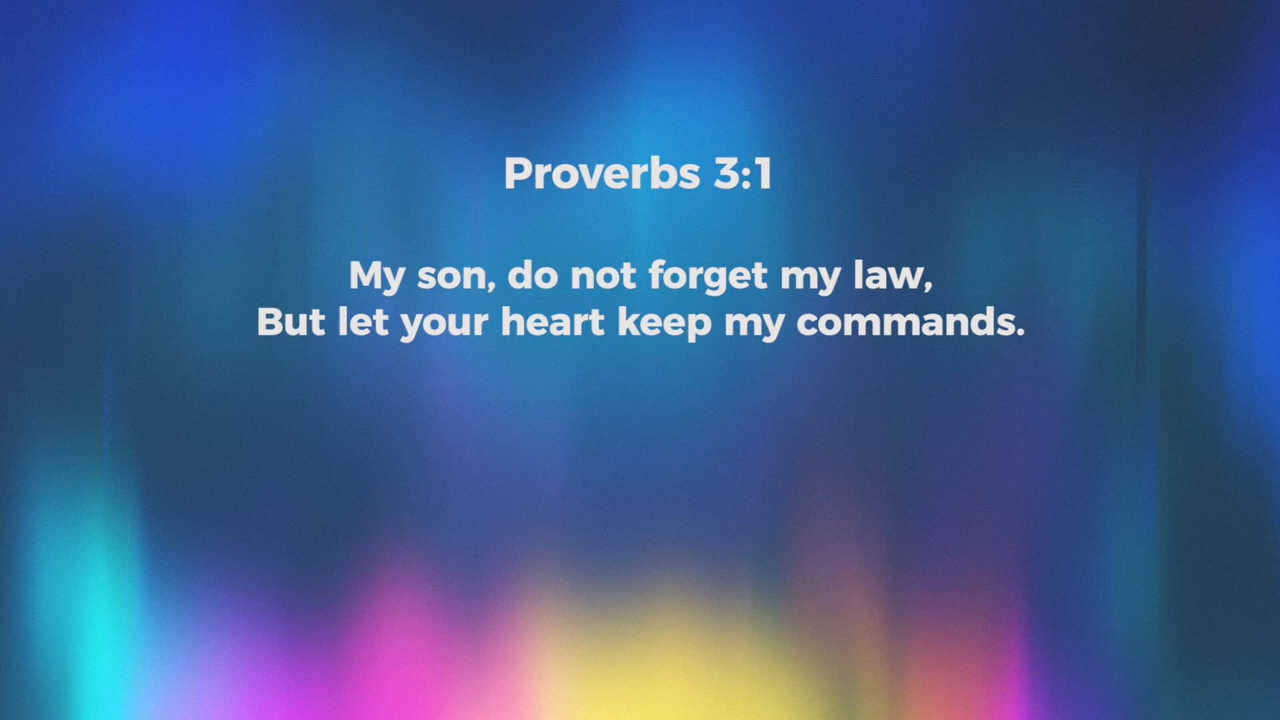 Proverbs 3:1
My son, do not forget my law,
But let your heart keep my commands.